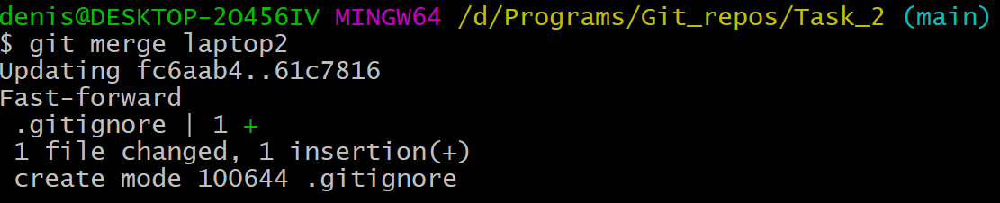 denis@DESKTOP-2O456IV MINGW64 /d/Programs/Git_repos/Task_2 (main)
$ git merge laptop2
Updating fc6aab4..61c7816
Fast-forward
 .gitignore | 1 +
 1 file changed, 1 insertion(+)
 create mode 100644 .gitignore